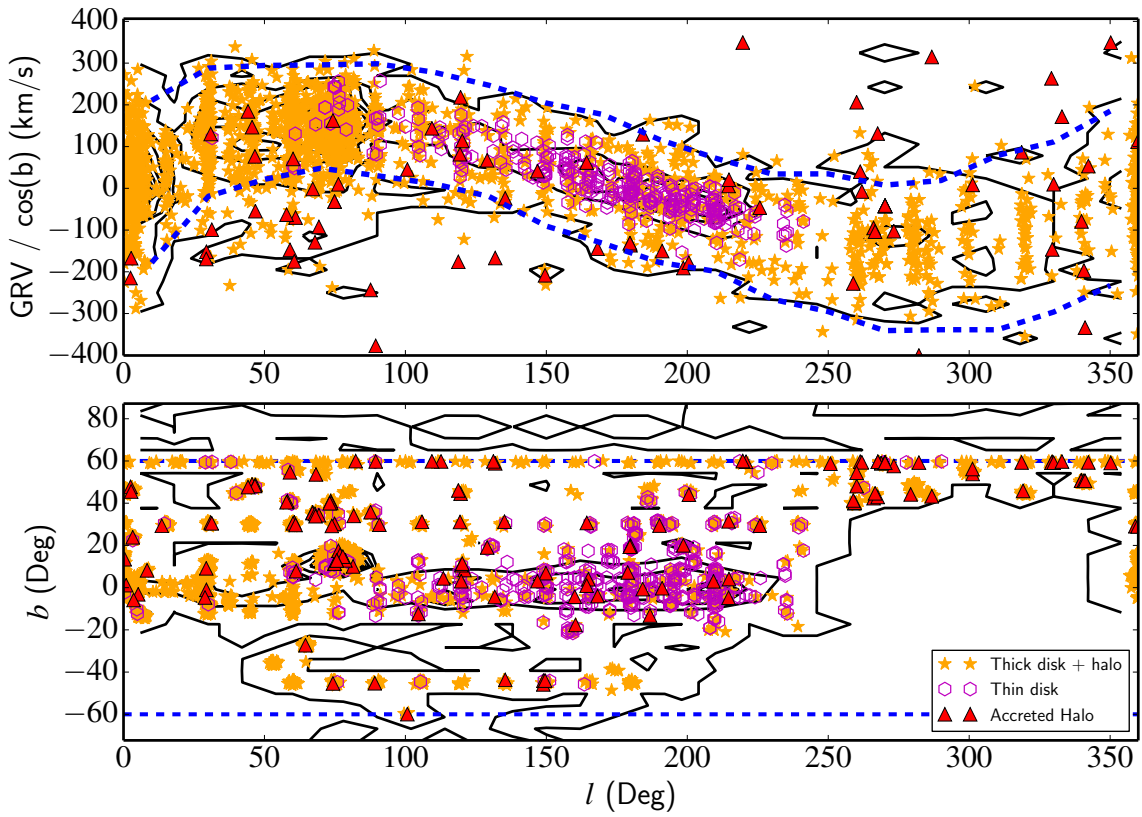 400
300
200
100
0
−100
−200
−300
−400
GRV / cos(b) (km/s)
0 50 100 150 200 250 300 350
80
60
40
20
0
−20
−40
−60
b (Deg)
Thick disk + halo
Thin disk
Accreted Halo
0 50 100 150 200 250 300 350
l (Deg)